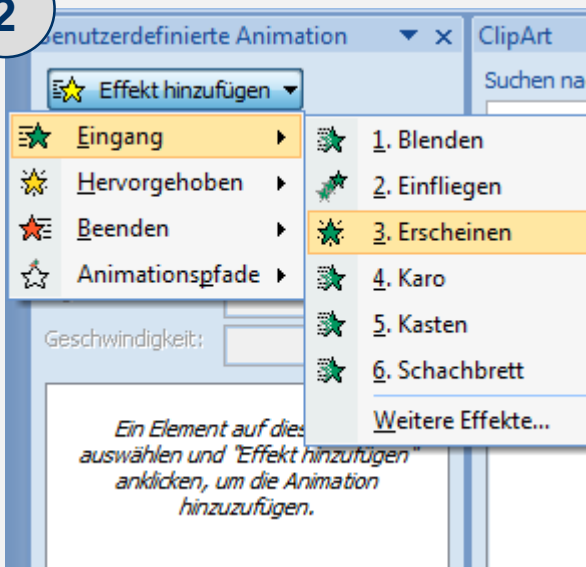 2
Benutzerdefinierte Animation
ClipArt
Effekt hinzufügen
Suchen na
Eingang
Hervorgehoben
Beenden
Animationspfade
1. Blenden
2. Einfliegen
3. Erscheinen
4. Karo
5. Kasten
6. Schachbrett
Weitere Effekte...
Geschwindigkeit:
Ein Element auf dies
auswählen und "Effekt hinzufügen"
anklicken, um die Animation
hinzuzufügen.